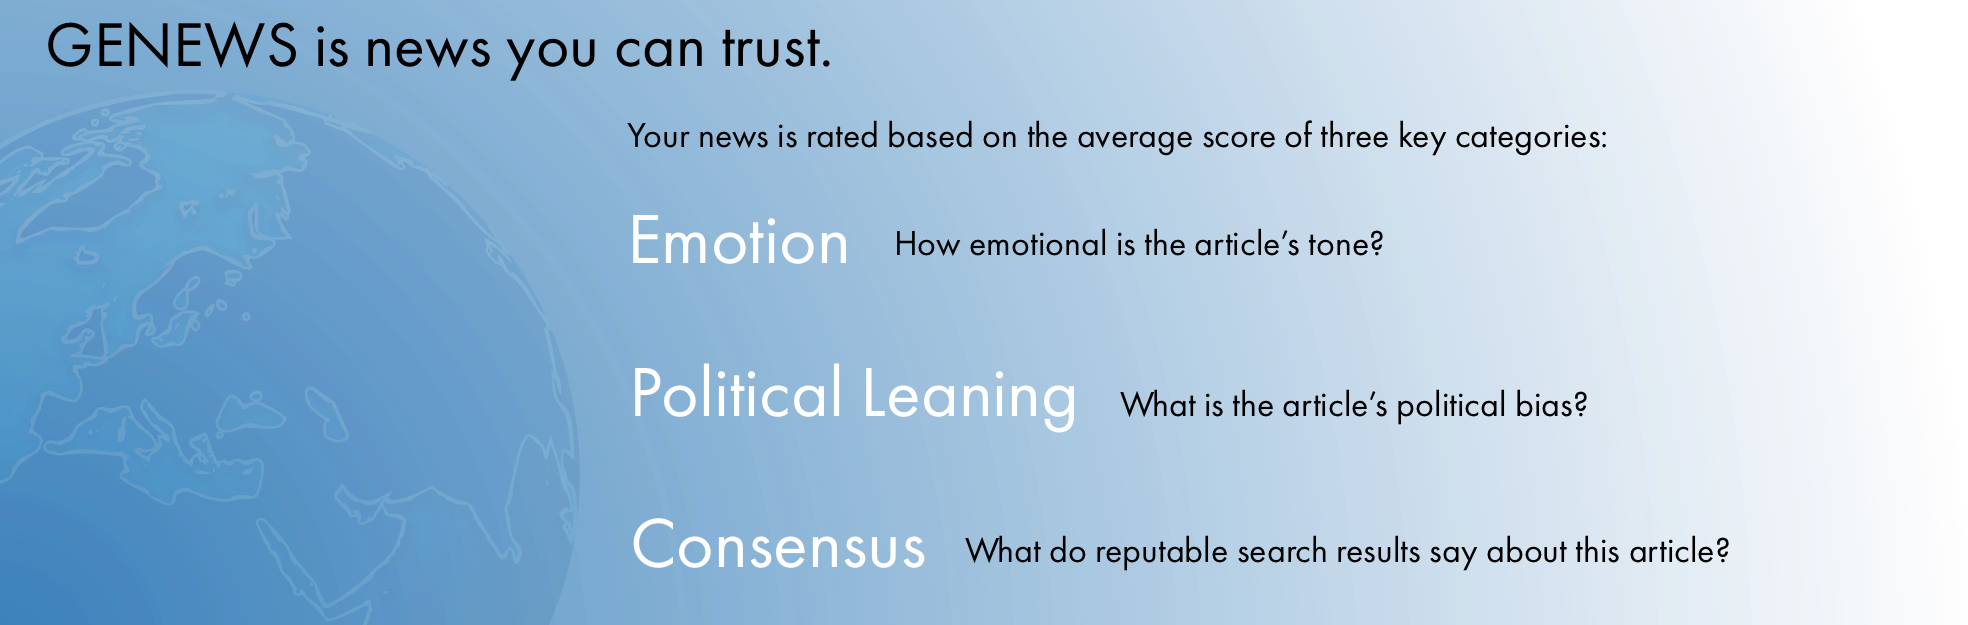 GENEWS is news you can trust.
Your news is rated based on the average score of three key categories:
Emotion How emotional is the article’s tone?
Political Leaning What is the article’s political bias?
Consensus What do reputable search results say about this article?